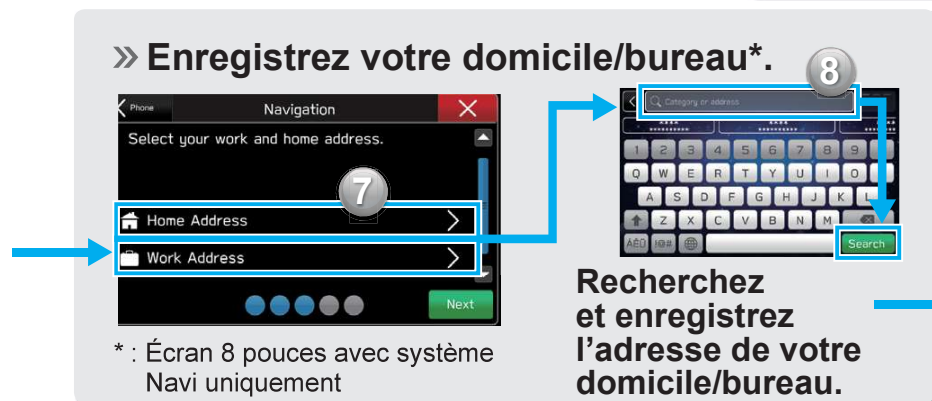 » Enregistrez votre domicile/bureau*.
Phone
Navigation
Select your work and home address.
7
Home Address
Work Address
Next
* : Écran 8 pouces avec système
Navi uniquement
8
Category or address
1 2 3 4 5 6 7 8 9
Q W E R T Y U I O
A S D F G H J K L
Z X C V B N M
ÁÊÜ !@# Search
Recherchez
et enregistrez
l’adresse de votre
domicile/bureau.